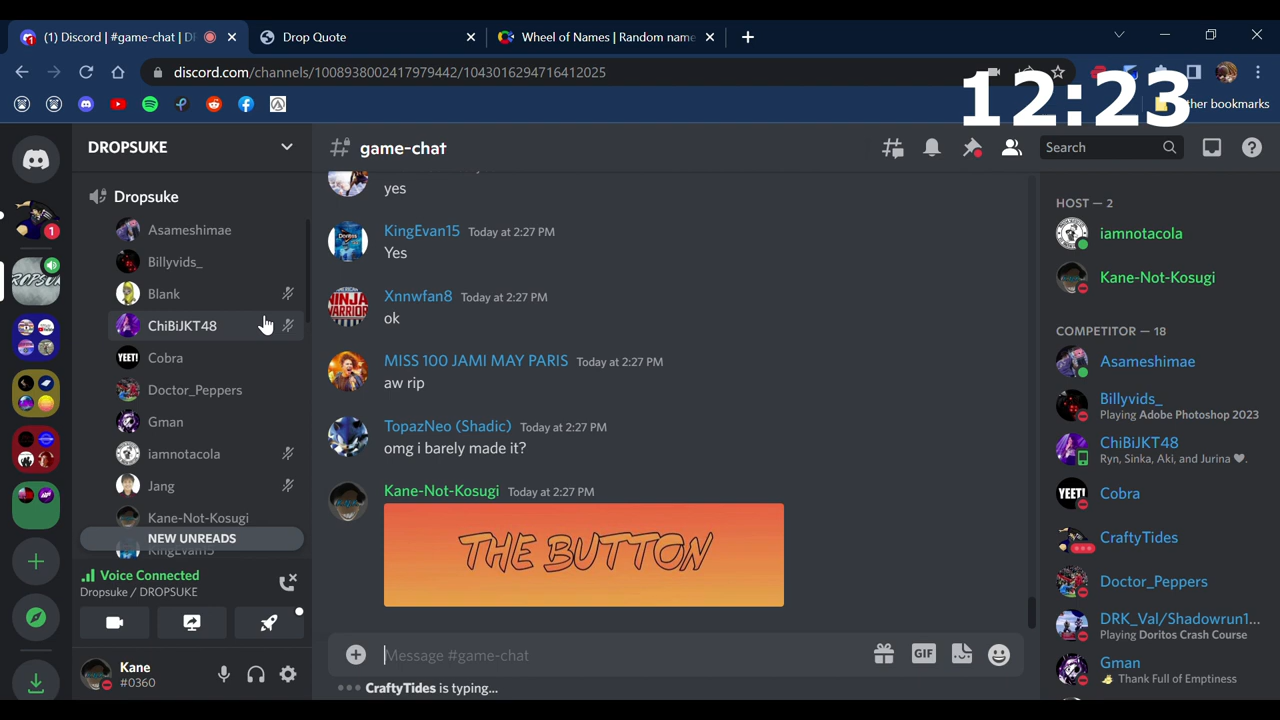 (1) Discord | #game-chat | D
Drop Quote
Wheel of Names | Random name
discord.com/channels/1008938002417979442/1043016294716412025
12:23
her bookmarks
DROPSUKE
game-chat
Search
Dropsuke
Asameshimae
Billyvids_
Blank
ChiBiJKT48
Cobra
Doctor_Peppers
Gman
iamnotacola
Jang
Kane-Not-Kosugi
NEW UNREADS
KingEvan15
Voice Connected
Dropsuke / DROPSUKE
Kane
#0360
yes
KingEvan15 Today at 2:27 PM
Yes
Xnnwfan8 Today at 2:27 PM
ok
MISS 100 JAMI MAY PARIS Today at 2:27 PM
aw rip
TopazNeo (Shadic) Today at 2:27 PM
omg i barely made it?
Kane-Not-Kosugi Today at 2:27 PM
THE BUTTON
Message #game-chat
GIF
CraftyTides is typing...
HOST — 2
iamnotacola
Kane-Not-Kosugi
COMPETITOR — 18
Asameshimae
Billyvids_
Playing Adobe Photoshop 2023
ChiBiJKT48
Ryn, Sinka, Aki, and Jurina 🖤.
YEET! Cobra
CraftyTides
Doctor_Peppers
DRK_Val/Shadowrun1...
Playing Doritos Crash Course
Gman
Thank Full of Emptiness